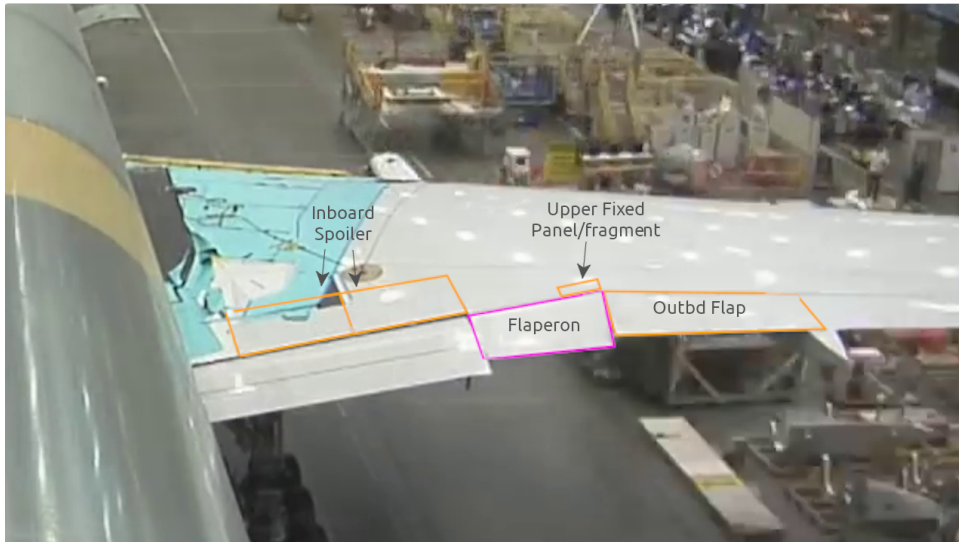 Inboard
Spoiler
Upper Fixed
Panel/fragment
Flaperon
Outbd Flap